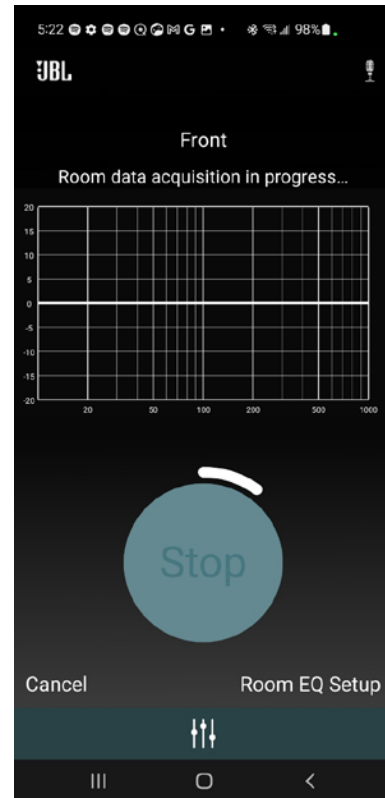 5:22 98%
JBL
Front
Room data acquisition in progress...
20
15
10
5
0
-5
-10
-15
-20
20 50 100 200 500 1000
Stop
Cancel Room EQ Setup